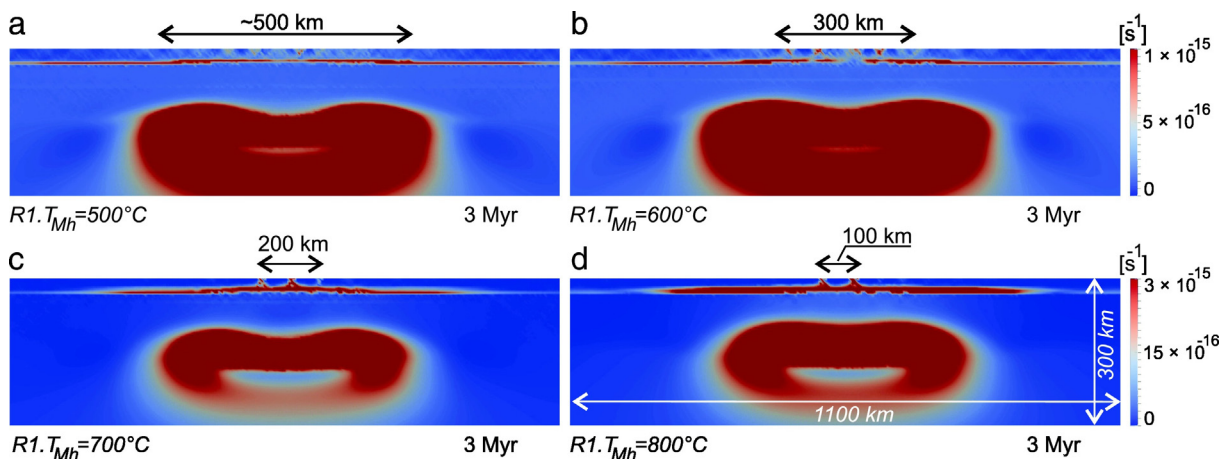 a
~500 km
b
300 km
[s⁻¹]
1 × 10⁻¹⁵
5 × 10⁻¹⁶
0
R1.T_Mh=500°C
3 Myr
R1.T_Mh=600°C
3 Myr
c
200 km
d
100 km
[s⁻¹]
3 × 10⁻¹⁵
15 × 10⁻¹⁶
0
300 km
1100 km
R1.T_Mh=700°C
3 Myr
R1.T_Mh=800°C
3 Myr